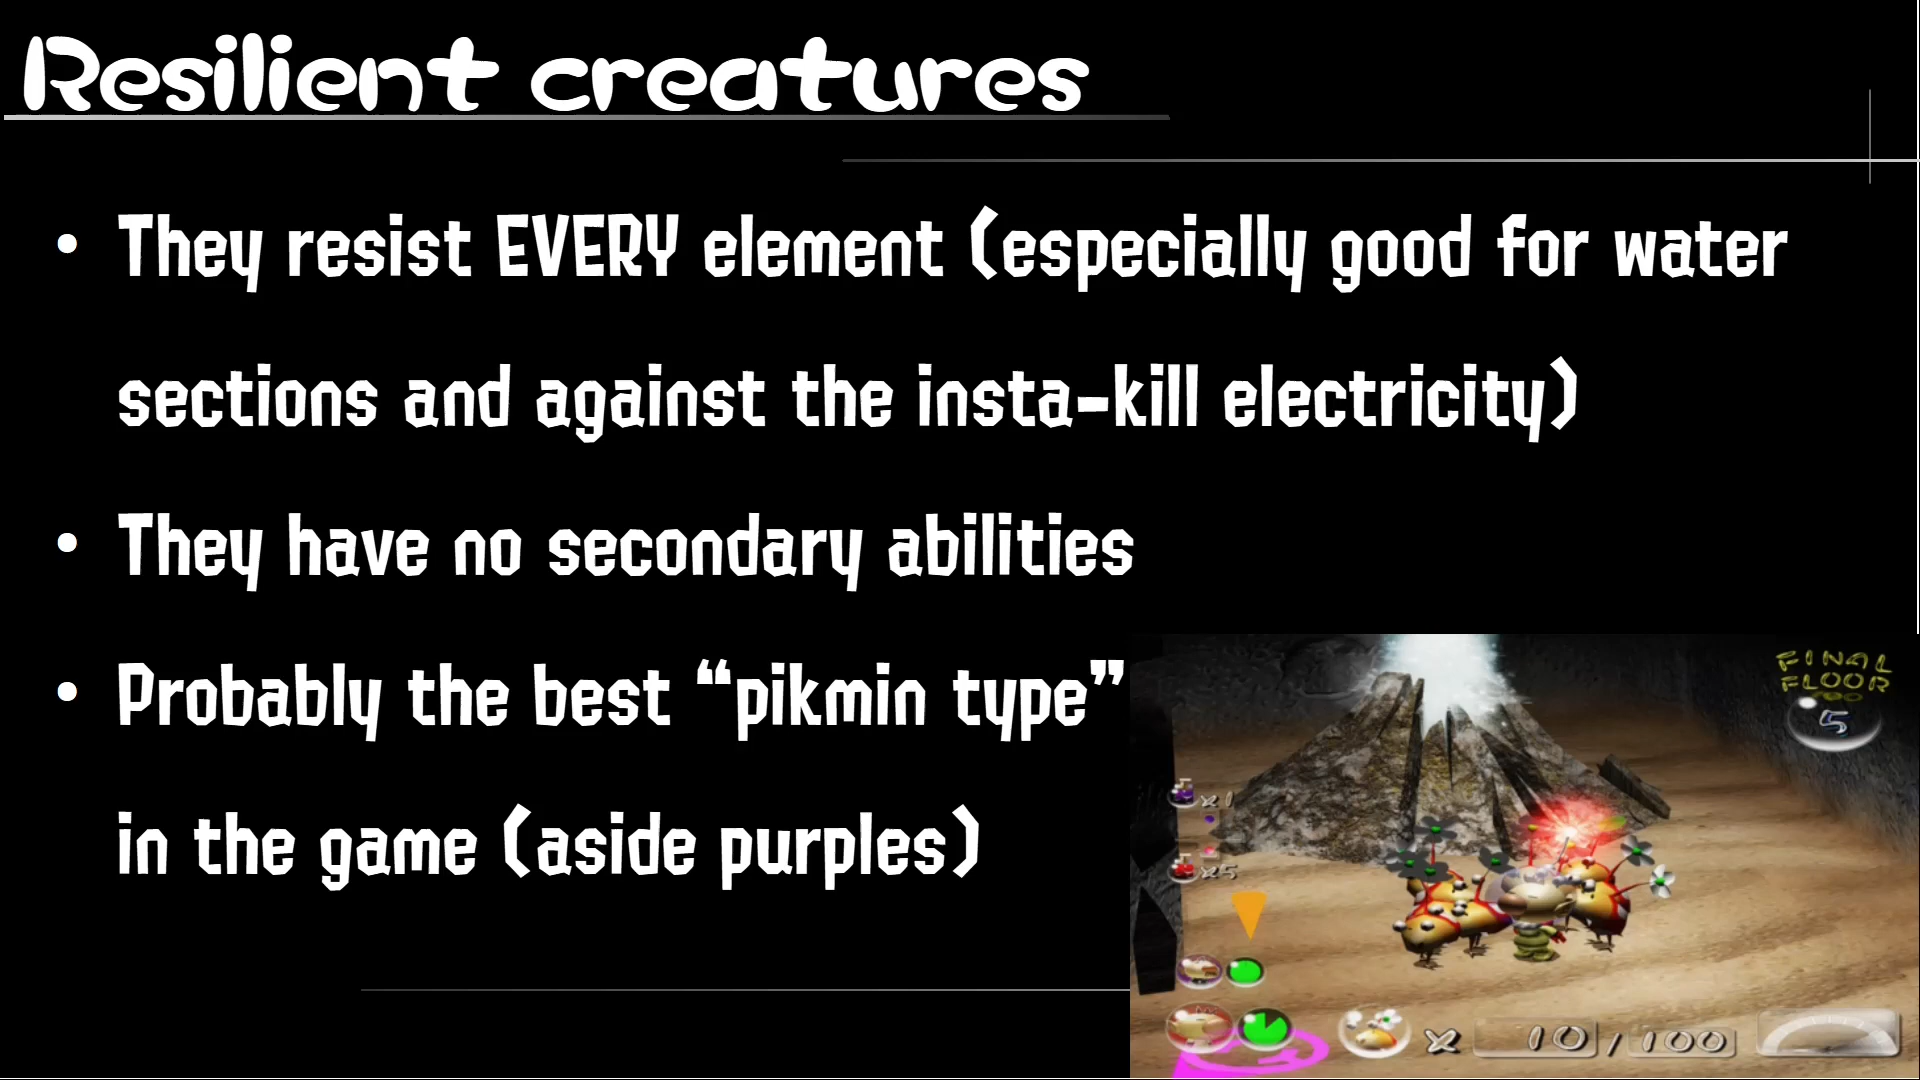 Resilient creatures
• They resist EVERY element (especially good for water
sections and against the insta-kill electricity)
• They have no secondary abilities
• Probably the best “pikmin type”
in the game (aside purples)
FINAL
FLOOR
5
x1
x5
x 10/100